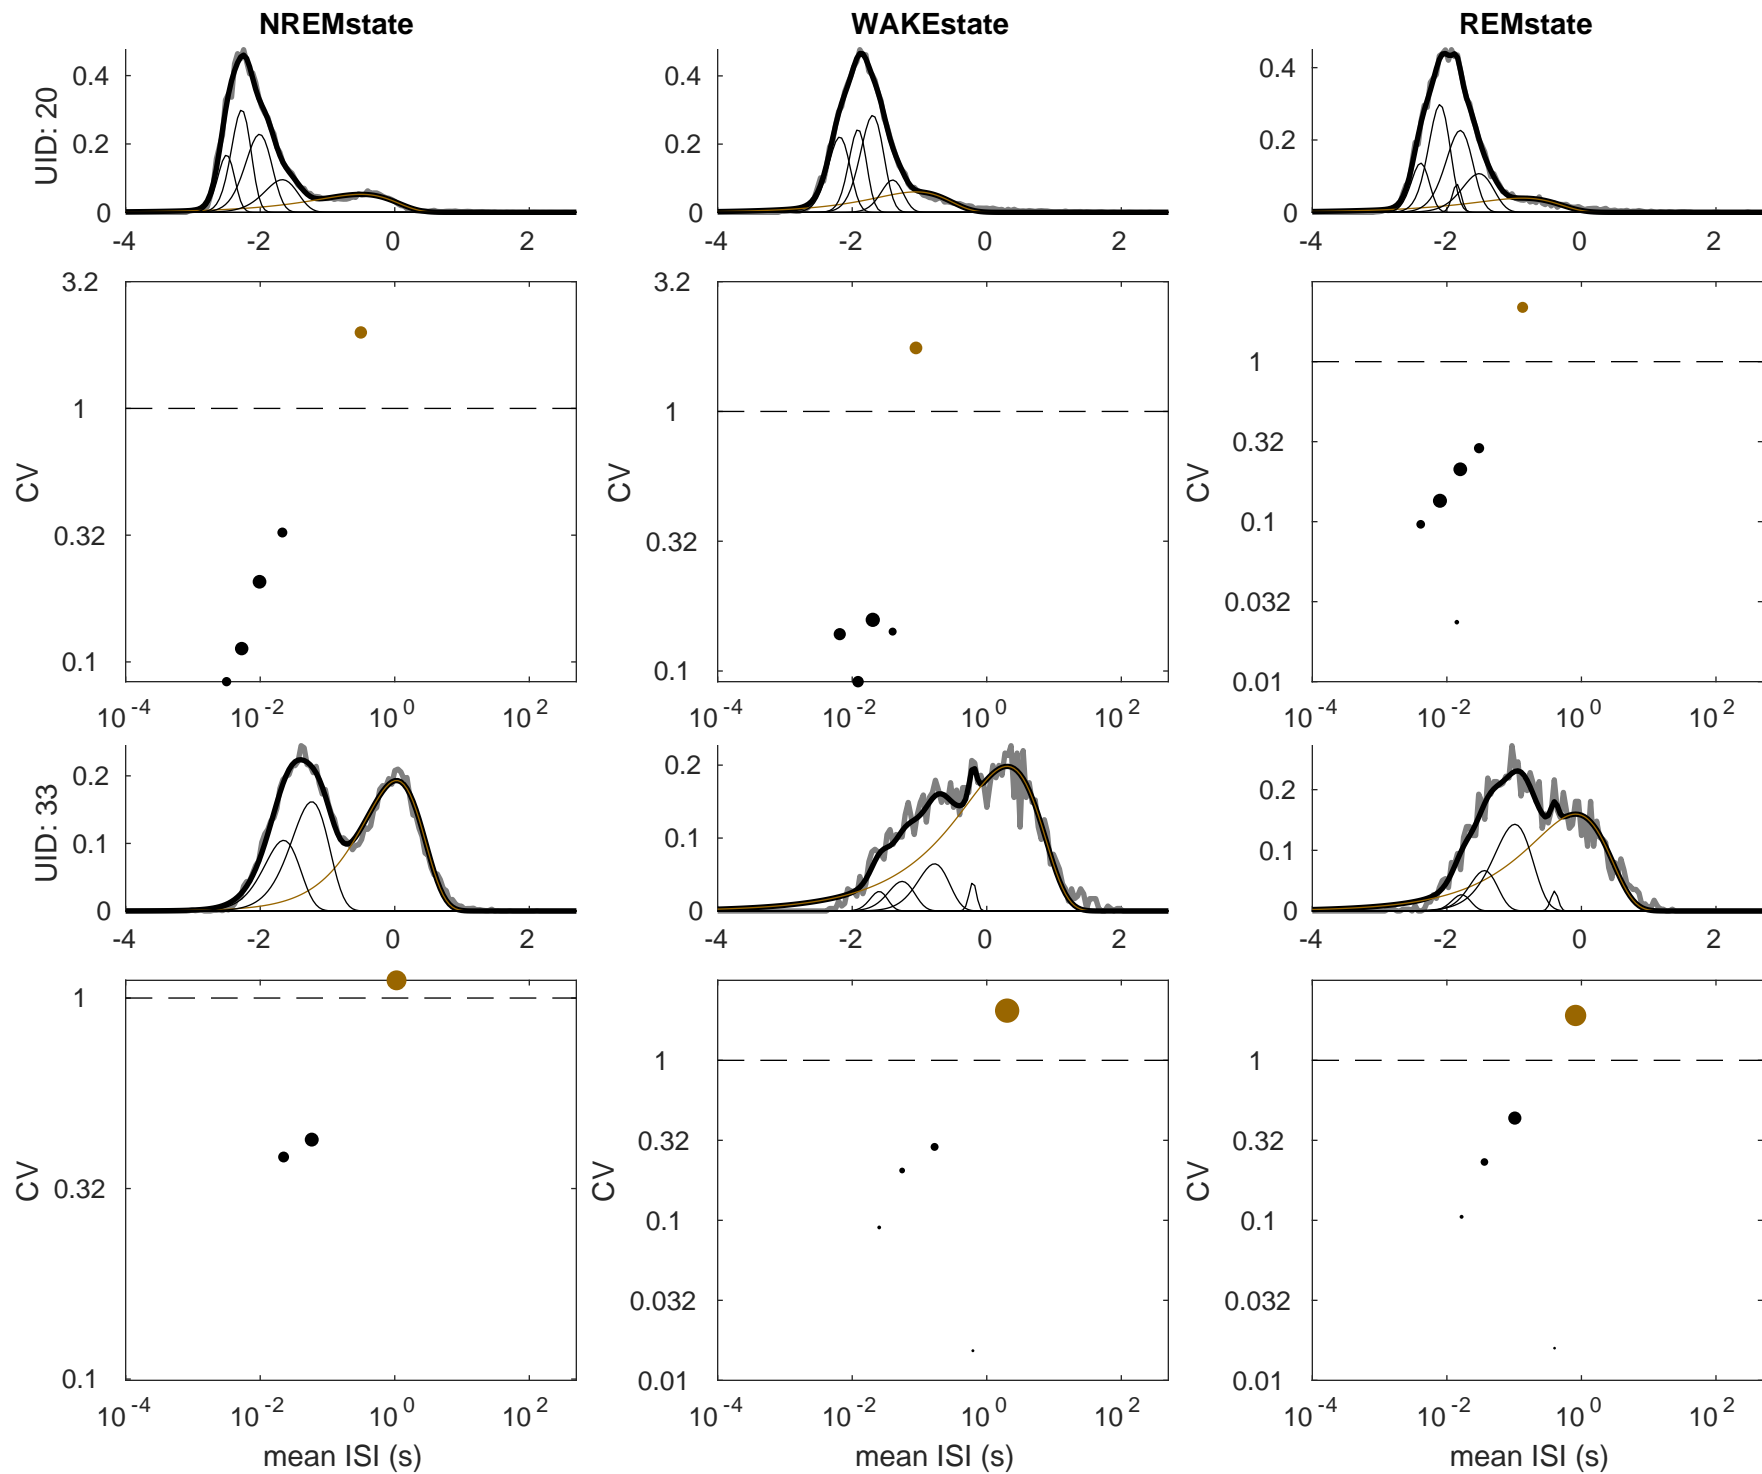 NREMstate WAKEstate REMstate
UID: 20
0.4 0.4 0.4
0.2 0.2 0.2
0 0 0
-4 -2 0 2 -4 -2 0 2 -4 -2 0 2
CV CV CV
3.2 3.2
1 1 1
0.32 0.32 0.32
0.1 0.1 0.1
0.032
0.01
10^-4 10^-2 10^0 10^2 10^-4 10^-2 10^0 10^2 10^-4 10^-2 10^0 10^2
UID: 33
0.2 0.2 0.2
0.1 0.1 0.1
0 0 0
-4 -2 0 2 -4 -2 0 2 -4 -2 0 2
CV CV CV
1 1 1
0.32 0.32 0.32
0.1 0.1 0.1
0.032 0.032
0.01 0.01
10^-4 10^-2 10^0 10^2 10^-4 10^-2 10^0 10^2 10^-4 10^-2 10^0 10^2
mean ISI (s) mean ISI (s) mean ISI (s)